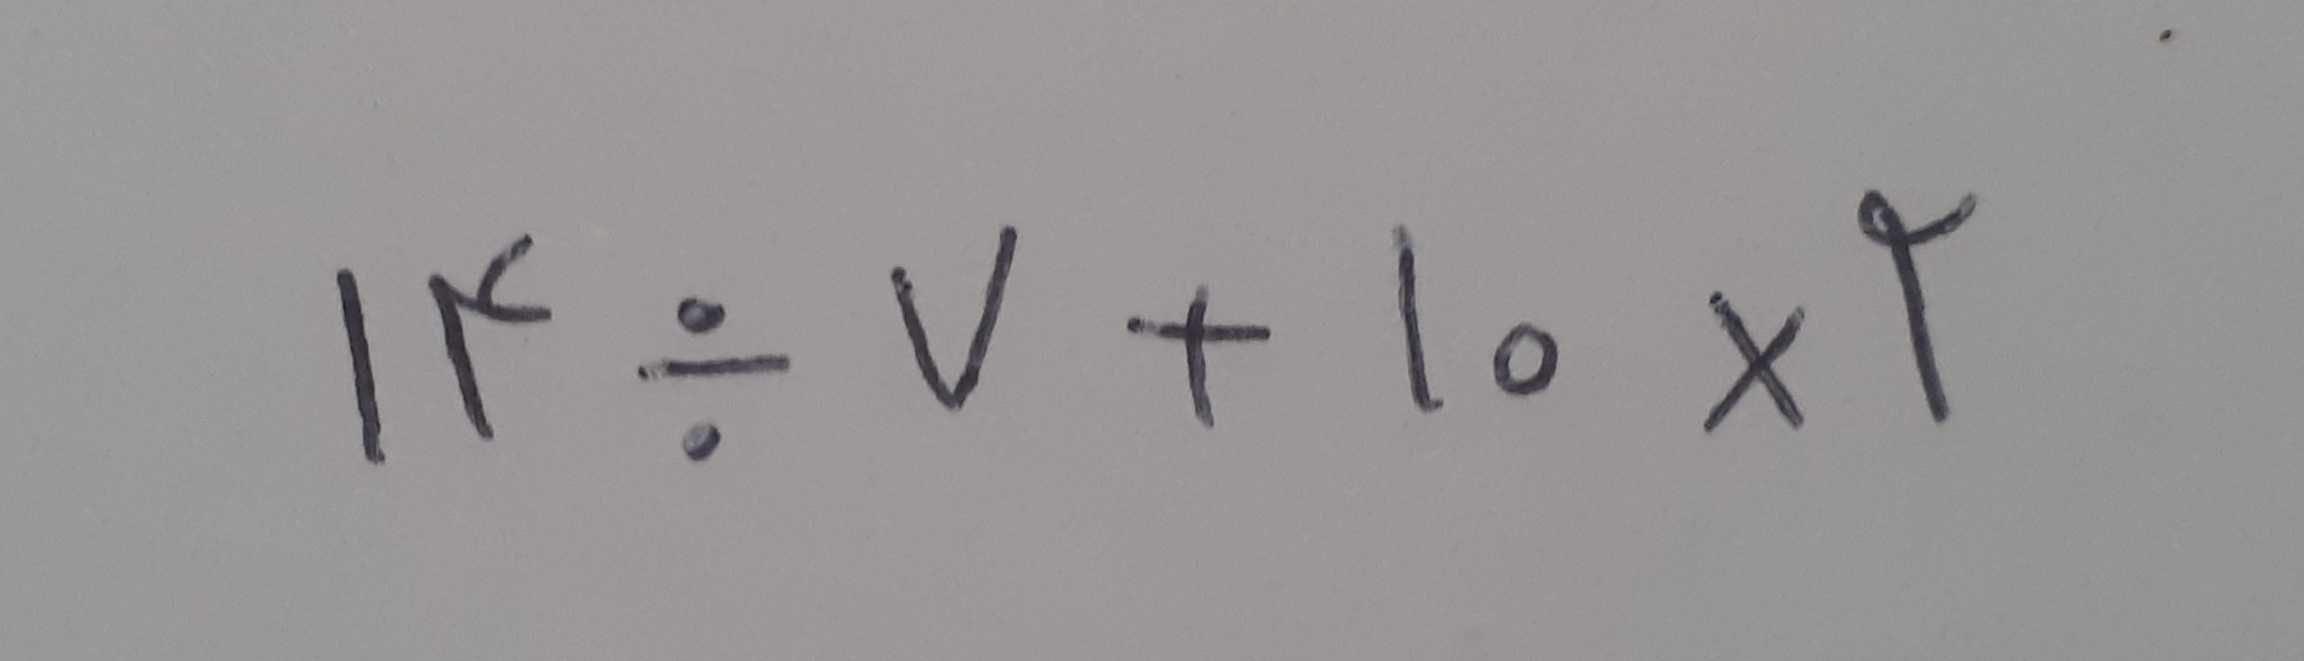 ۱۴ ÷ ۷ + ۱۰ × ۲